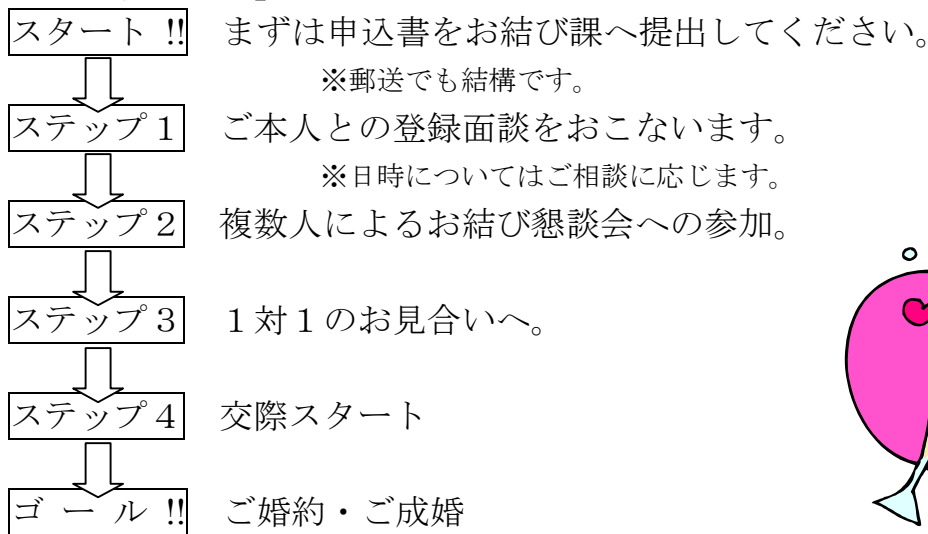 スタート !! まずは申込書をお結び課へ提出してください。
※郵送でも結構です。
ステップ1 ご本人との登録面談をおこないます。
※日時についてはご相談に応じます。
ステップ2 複数人によるお結び懇談会への参加。
ステップ3 1対1のお見合いへ。
ステップ4 交際スタート
ゴール !! ご婚約・ご成婚